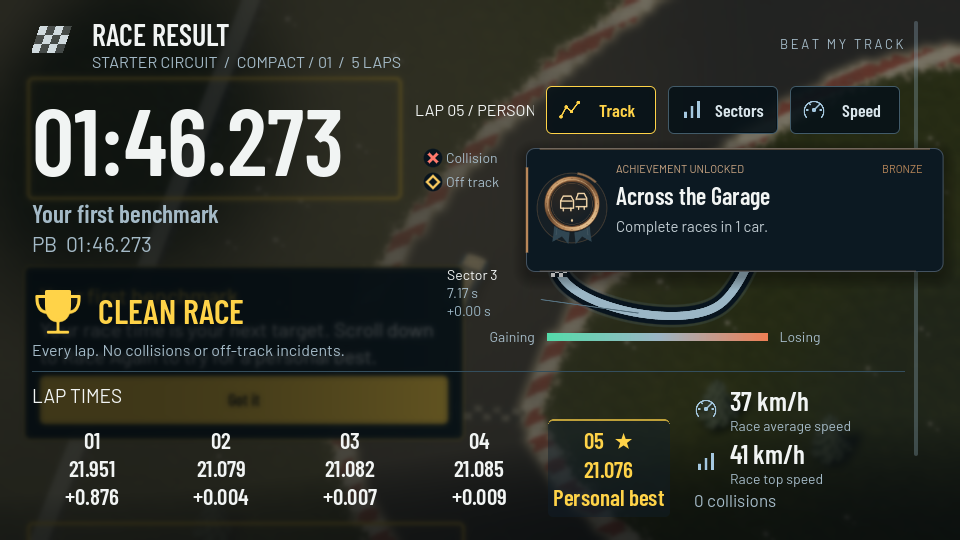 RACE RESULT
STARTER CIRCUIT / COMPACT / 01 / 5 LAPS
BEAT MY TRACK
01:46.273
Your first benchmark
PB 01:46.273
LAP 05 / PERSON
Track
Sectors
Speed
Collision
Off track
ACHIEVEMENT UNLOCKED
BRONZE
Across the Garage
Complete races in 1 car.
Sector 3
7.17 s
+0.00 s
Gaining
Losing
CLEAN RACE
Every lap. No collisions or off-track incidents.
Got it
LAP TIMES
01
21.951
+0.876
02
21.079
+0.004
03
21.082
+0.007
04
21.085
+0.009
05 ★
21.076
Personal best
37 km/h
Race average speed
41 km/h
Race top speed
0 collisions